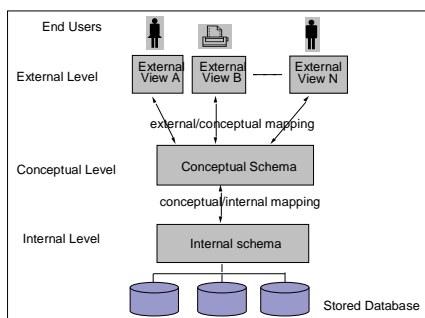 End Users
External Level
External
View A
External
View B
External
View N
external/conceptual mapping
Conceptual Level
Conceptual Schema
conceptual/internal mapping
Internal Level
Internal schema
Stored Database